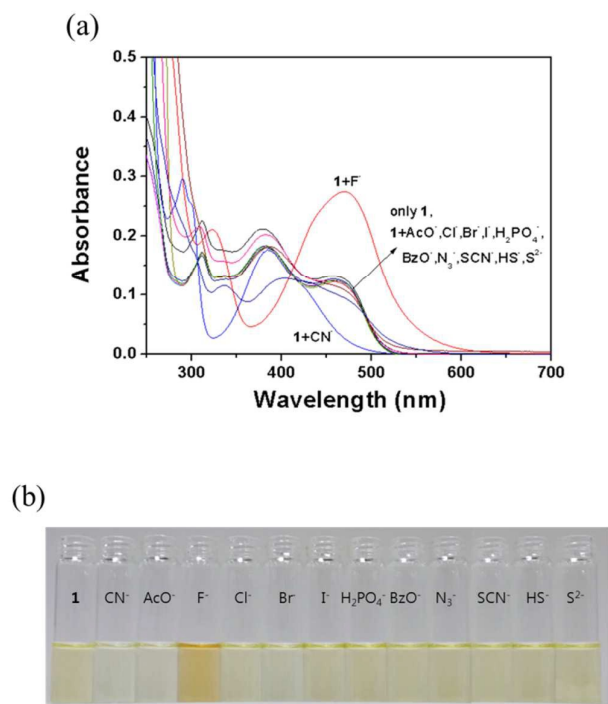 (a)
0.5
0.4
0.3
0.2
0.1
0.0
Absorbance
1+F⁻
only 1,
1+AcO⁻,Cl⁻,Br⁻,I⁻,H₂PO₄⁻,
BzO⁻,N₃⁻,SCN⁻,HS⁻,S²⁻
1+CN⁻
300 400 500 600 700
Wavelength (nm)
(b)
1 CN⁻ AcO⁻ F⁻ Cl⁻ Br⁻ I⁻ H₂PO₄⁻ BzO⁻ N₃⁻ SCN⁻ HS⁻ S²⁻